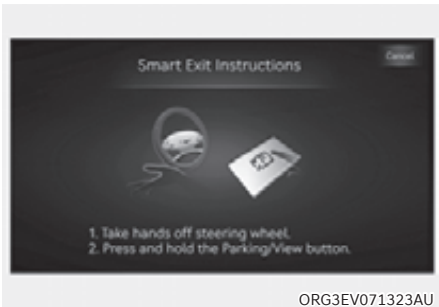 Smart Exit Instructions
Cancel
1. Take hands off steering wheel.
2. Press and hold the Parking/View button.
ORG3EV071323AU